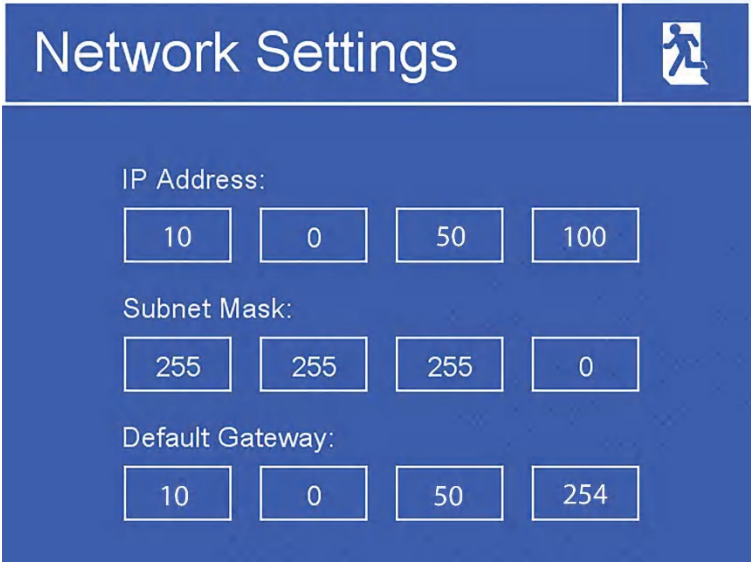 Network Settings
IP Address:
10 0 50 100
Subnet Mask:
255 255 255 0
Default Gateway:
10 0 50 254